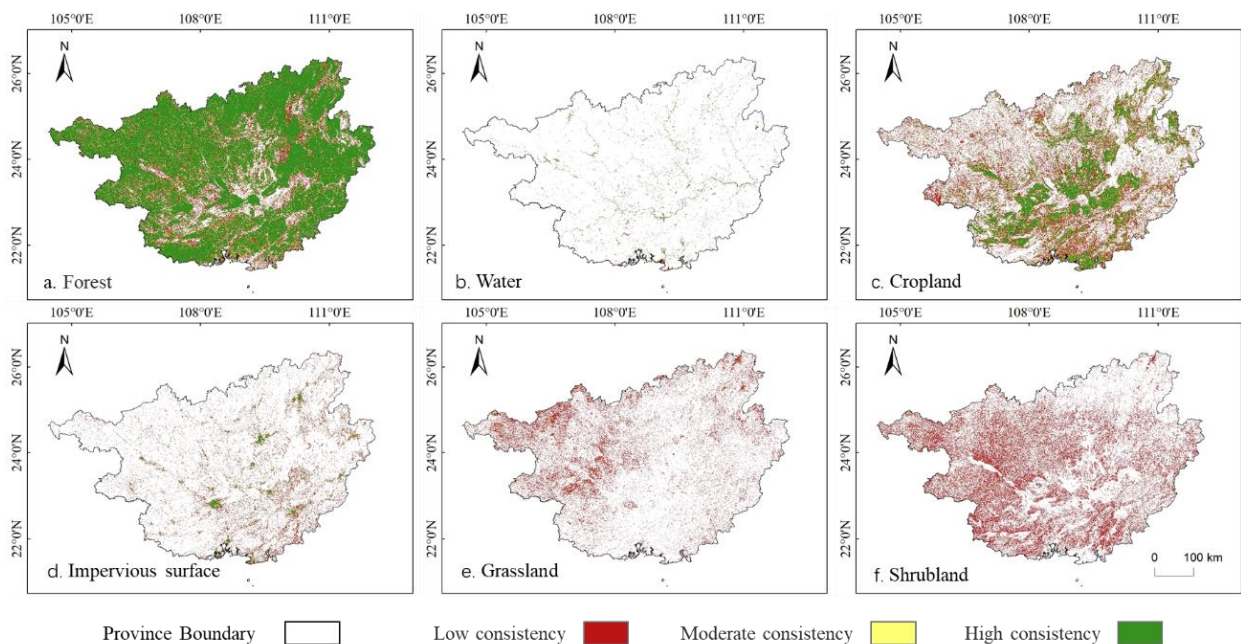 105°0'E 108°0'E 111°0'E 105°0'E 108°0'E 111°0'E 105°0'E 108°0'E 111°0'E
N N N
26°0'N 26°0'N 26°0'N
24°0'N 24°0'N 24°0'N
22°0'N 22°0'N 22°0'N
a. Forest b. Water c. Cropland
105°0'E 108°0'E 111°0'E 105°0'E 108°0'E 111°0'E 105°0'E 108°0'E 111°0'E
N N N
26°0'N 26°0'N 26°0'N
24°0'N 24°0'N 24°0'N
22°0'N 22°0'N 22°0'N
0 100 km
d. Impervious surface e. Grassland f. Shrubland
Province Boundary Low consistency Moderate consistency High consistency